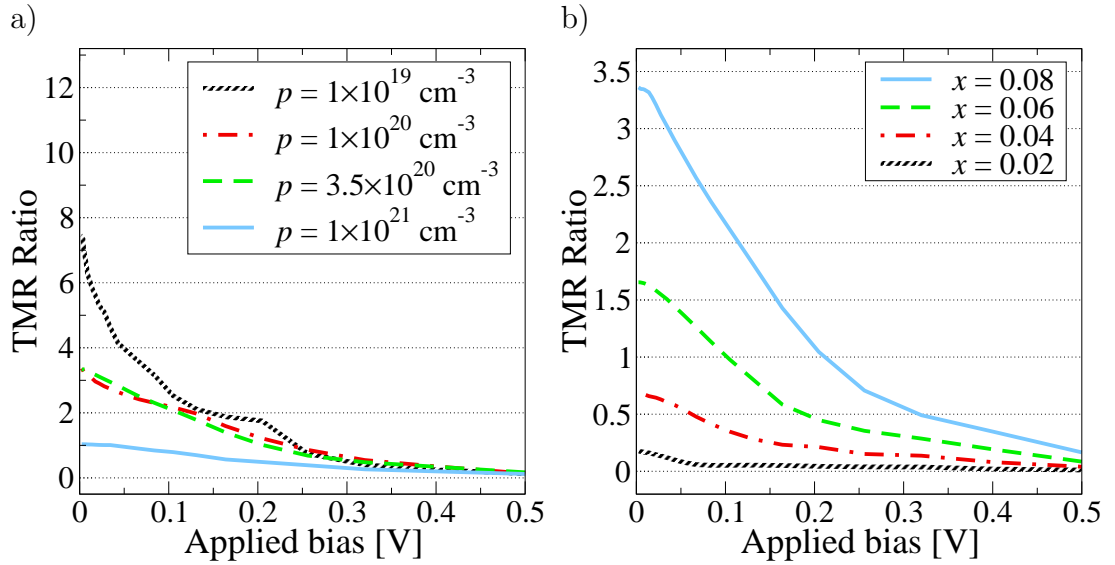 a)
TMR Ratio
12
10
8
6
4
2
0
0 0.1 0.2 0.3 0.4 0.5
Applied bias [V]
p = 1×10^19 cm^-3
p = 1×10^20 cm^-3
p = 3.5×10^20 cm^-3
p = 1×10^21 cm^-3
b)
TMR Ratio
3.5
3
2.5
2
1.5
1
0.5
0
0 0.1 0.2 0.3 0.4 0.5
Applied bias [V]
x = 0.08
x = 0.06
x = 0.04
x = 0.02